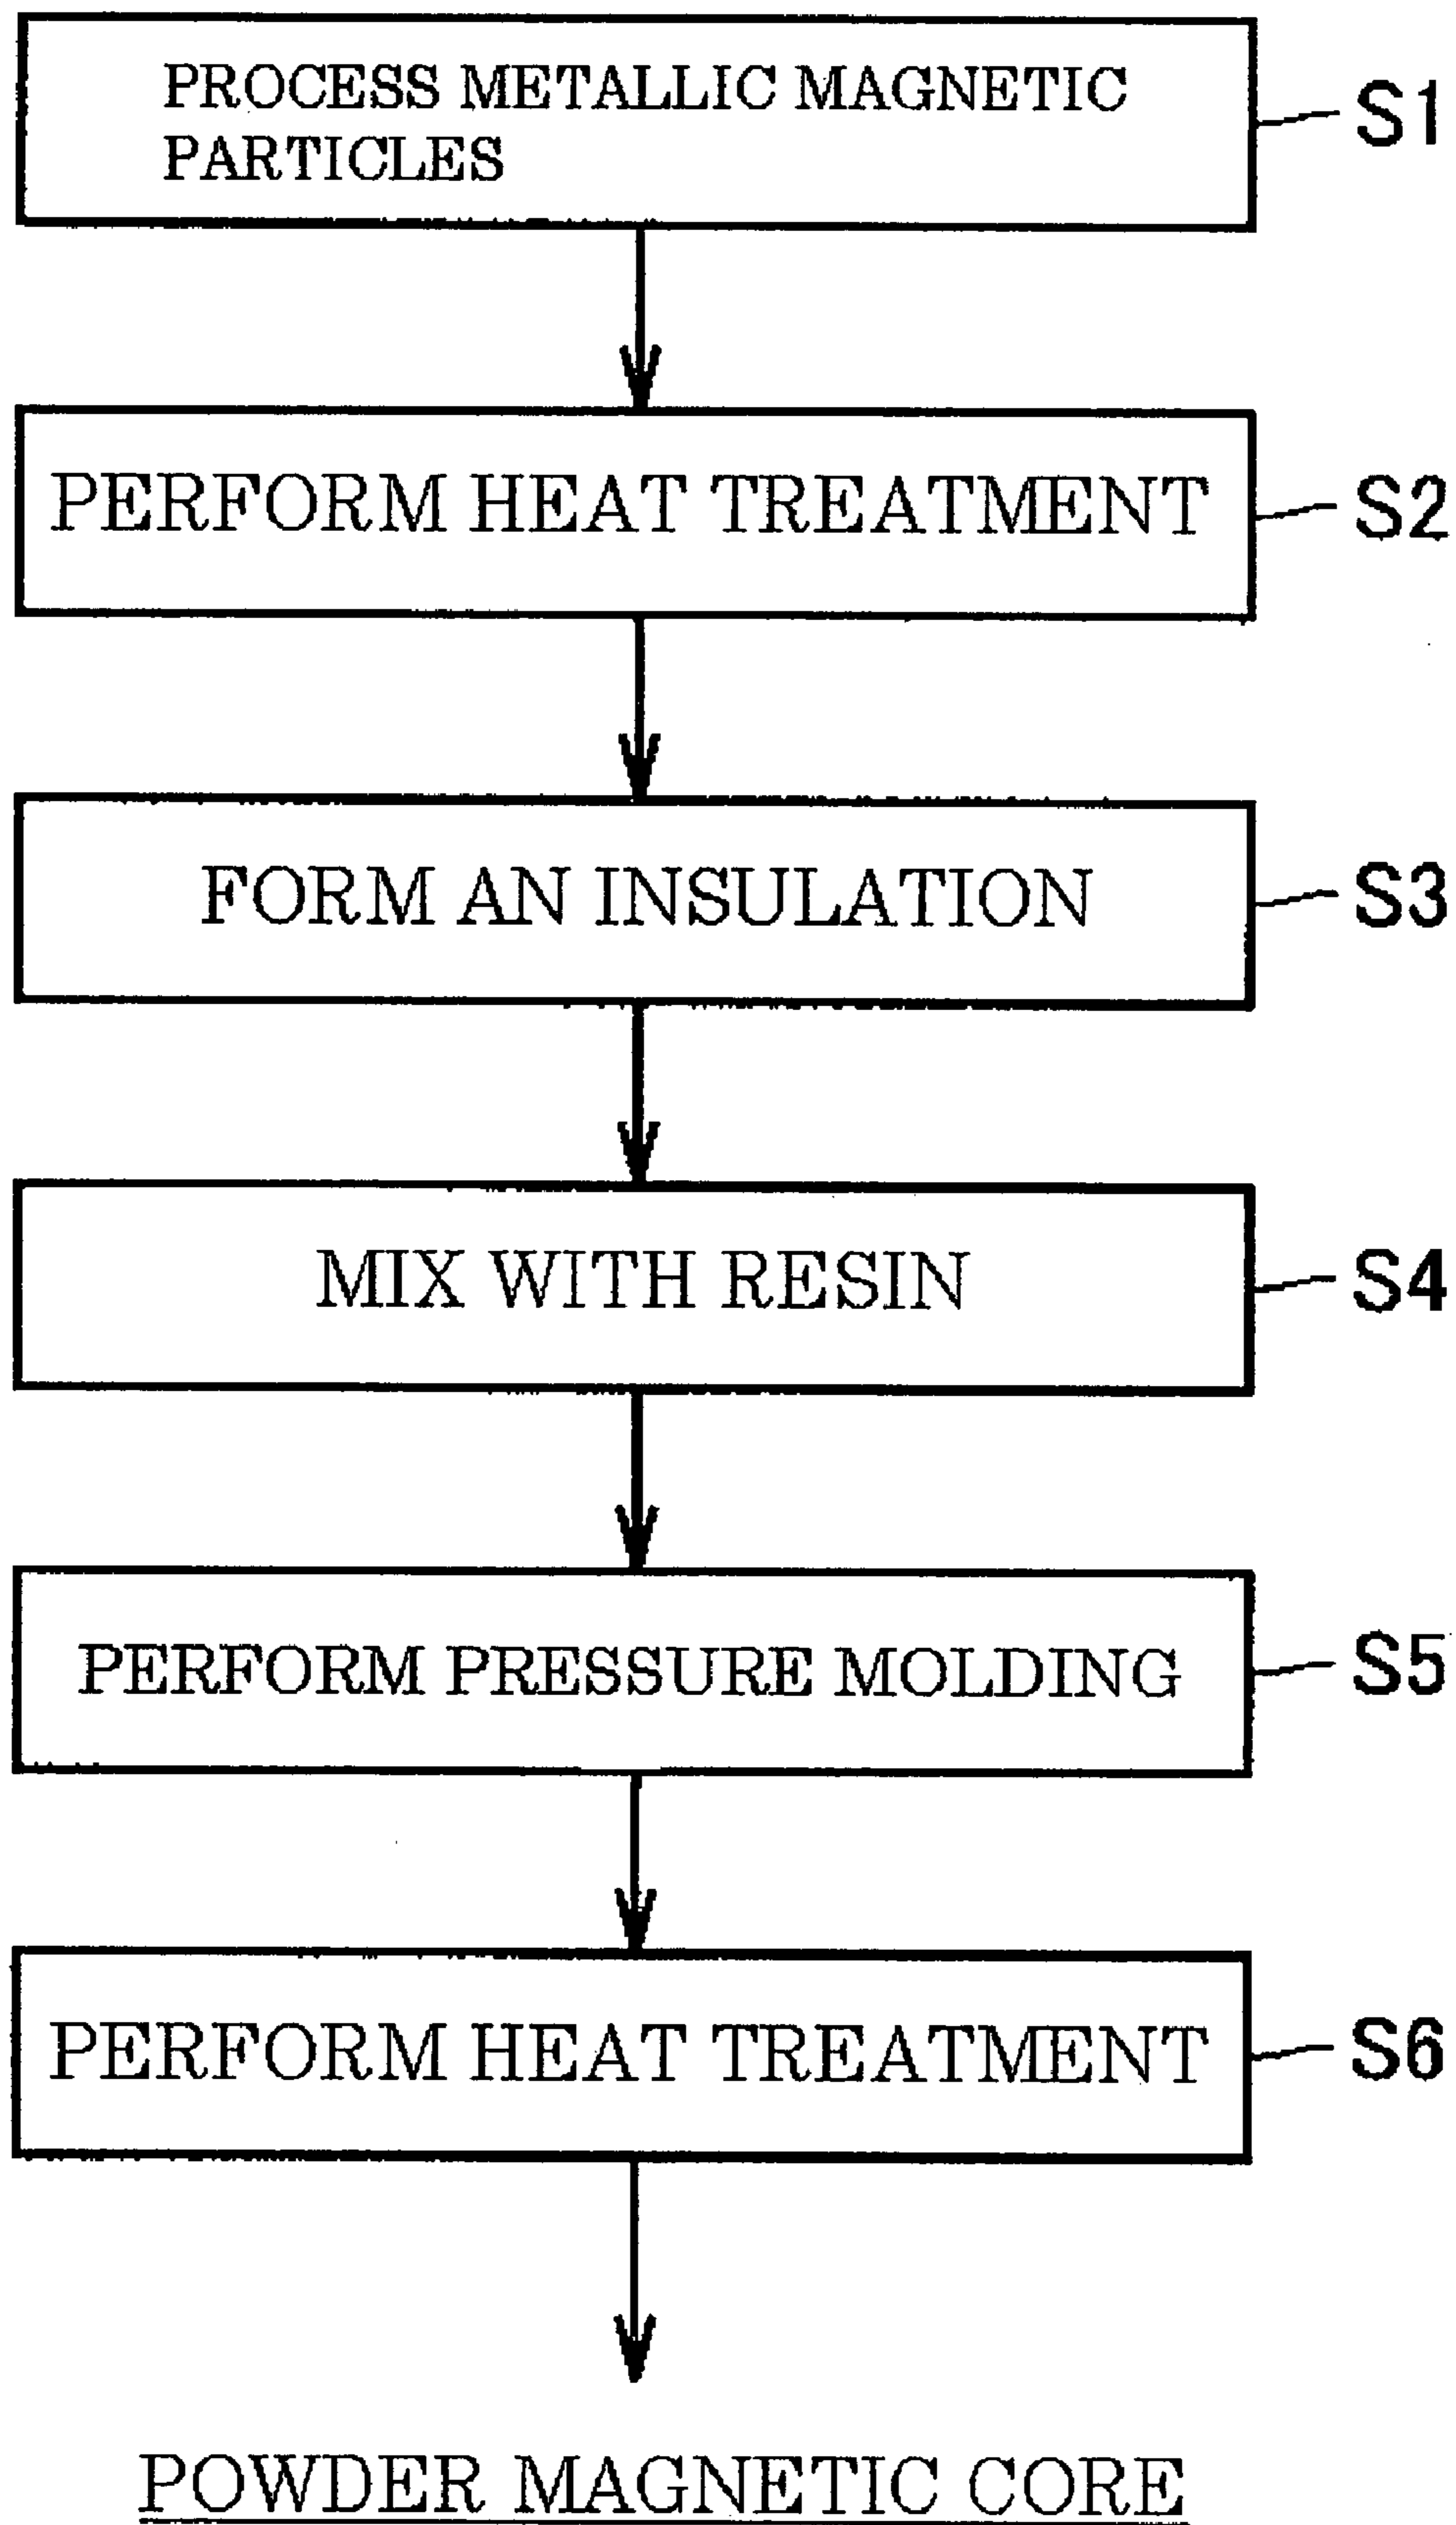 PROCESS METALLIC MAGNETIC
PARTICLES
S1
PERFORM HEAT TREATMENT
S2
FORM AN INSULATION
S3
MIX WITH RESIN
S4
PERFORM PRESSURE MOLDING
S5
PERFORM HEAT TREATMENT
S6
POWDER MAGNETIC CORE